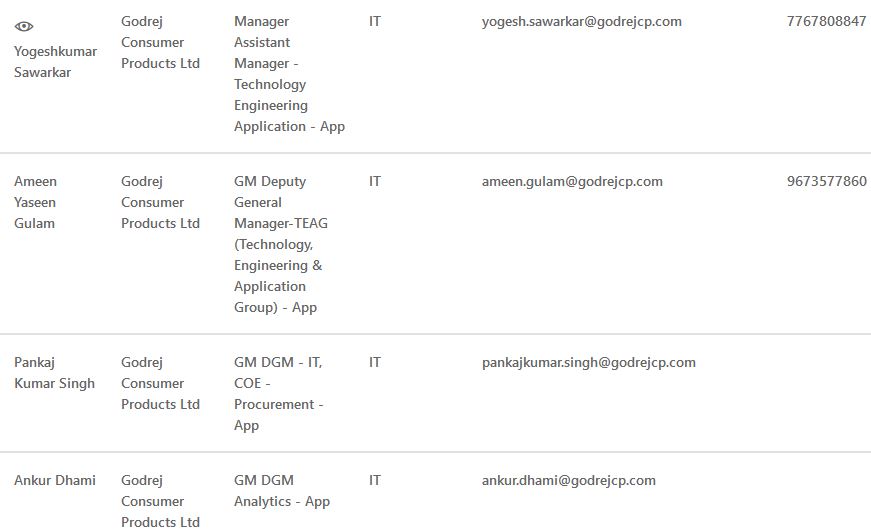 Yogeshkumar
Sawarkar
Godrej
Consumer
Products Ltd
Manager
Assistant
Manager -
Technology
Engineering
Application - App
IT
yogesh.sawarkar@godrejcp.com
7767808847
Ameen
Yaseen
Gulam
Godrej
Consumer
Products Ltd
GM Deputy
General
Manager-TEAG
(Technology,
Engineering &
Application
Group) - App
IT
ameen.gulam@godrejcp.com
9673577860
Pankaj
Kumar Singh
Godrej
Consumer
Products Ltd
GM DGM - IT,
COE -
Procurement -
App
IT
pankajkumar.singh@godrejcp.com
Ankur Dhami
Godrej
Consumer
Products Ltd
GM DGM
Analytics - App
IT
ankur.dhami@godrejcp.com